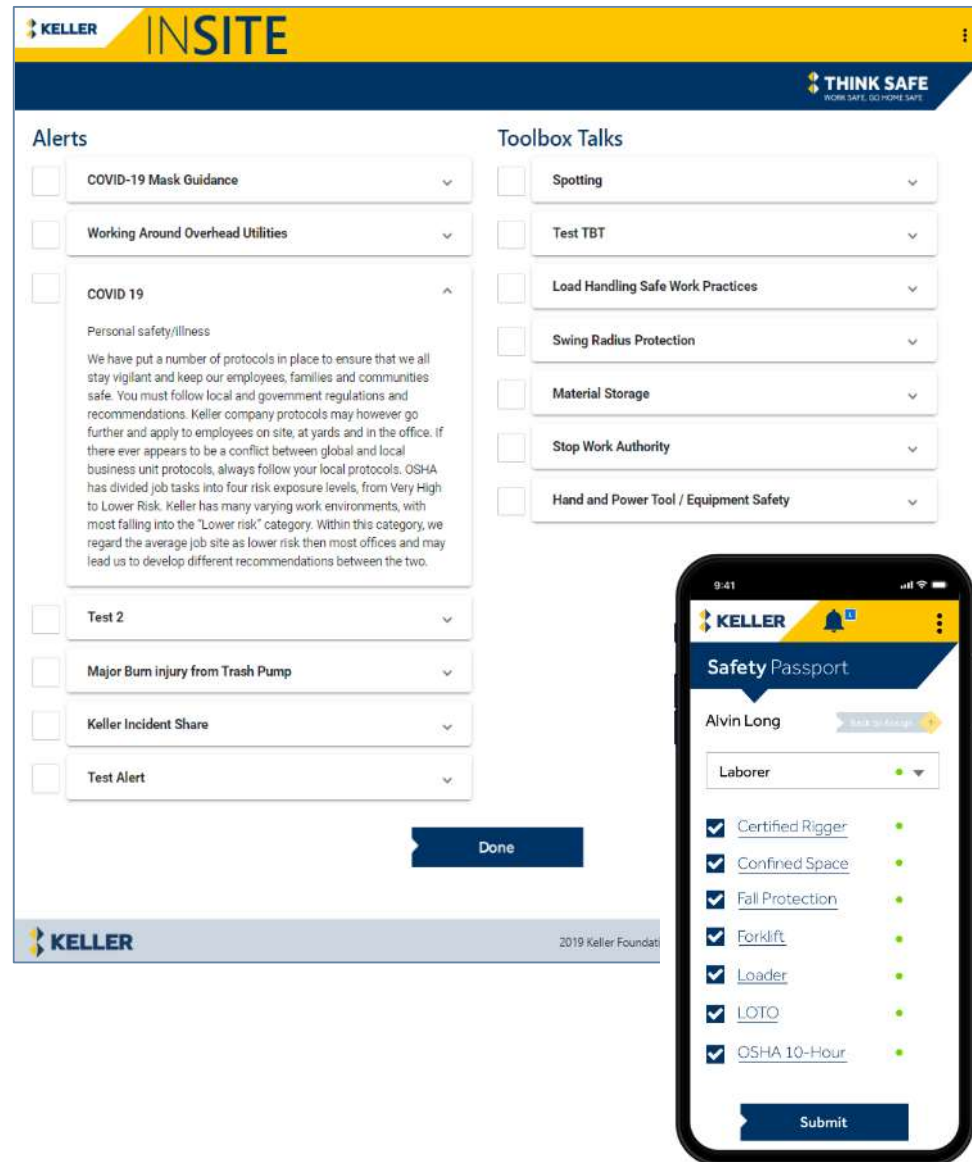 KELLER
INSITE
THINK SAFE
WORK SAFE, GO HOME SAFE
Alerts
COVID-19 Mask Guidance
Working Around Overhead Utilities
COVID 19
Personal safety/illness
We have put a number of protocols in place to ensure that we all
stay vigilant and keep our employees, families and communities
safe. You must follow local and government regulations and
recommendations. Keller company protocols may however go
further and apply to employees on site, at yards and in the office. If
there ever appears to be a conflict between global and local
business unit protocols, always follow your local protocols. OSHA
has divided job tasks into four risk exposure levels, from Very High
to Lower Risk. Keller has many varying work environments, with
most falling into the "Lower risk" category. Within this category, we
regard the average job site as lower risk then most offices and may
lead us to develop different recommendations between the two.
Test 2
Major Burn injury from Trash Pump
Keller Incident Share
Test Alert
Toolbox Talks
Spotting
Test TBT
Load Handling Safe Work Practices
Swing Radius Protection
Material Storage
Stop Work Authority
Hand and Power Tool / Equipment Safety
Done
KELLER
2019 Keller Foundati
9:41
KELLER
1
Safety Passport
Alvin Long
Back to Assign
Laborer
Certified Rigger
Confined Space
Fall Protection
Forklift
Loader
LOTO
OSHA 10-Hour
Submit